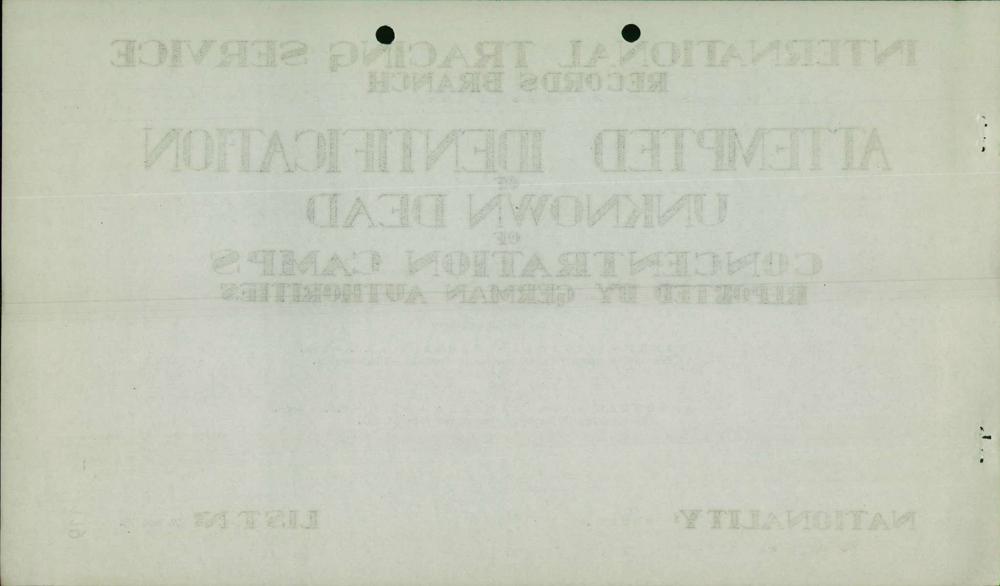 INTERNATIONAL TRACING SERVICE
RECORDS BRANCH
ATTEMPTED IDENTIFICATION
OF
UNKNOWN DEAD
OF
CONCENTRATION CAMPS
REPORTED BY GERMAN AUTHORITIES
NATIONALITY: LIST Nº